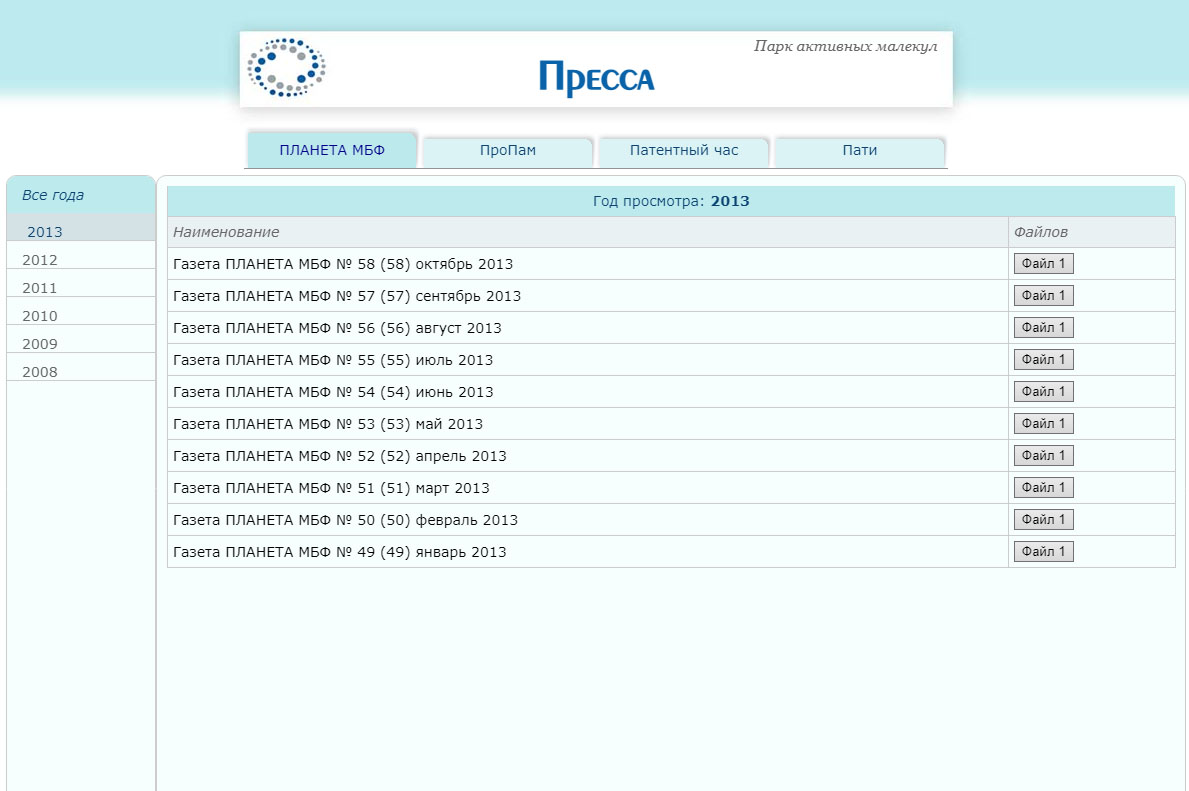 Парк активных малекул
Пресса
ПЛАНЕТА МБФ
ПроПам
Патентный час
Пати
Все года
2013
2012
2011
2010
2009
2008
Год просмотра: 2013
Наименование Файлов
Газета ПЛАНЕТА МБФ № 58 (58) октябрь 2013 Файл 1
Газета ПЛАНЕТА МБФ № 57 (57) сентябрь 2013 Файл 1
Газета ПЛАНЕТА МБФ № 56 (56) август 2013 Файл 1
Газета ПЛАНЕТА МБФ № 55 (55) июль 2013 Файл 1
Газета ПЛАНЕТА МБФ № 54 (54) июнь 2013 Файл 1
Газета ПЛАНЕТА МБФ № 53 (53) май 2013 Файл 1
Газета ПЛАНЕТА МБФ № 52 (52) апрель 2013 Файл 1
Газета ПЛАНЕТА МБФ № 51 (51) март 2013 Файл 1
Газета ПЛАНЕТА МБФ № 50 (50) февраль 2013 Файл 1
Газета ПЛАНЕТА МБФ № 49 (49) январь 2013 Файл 1